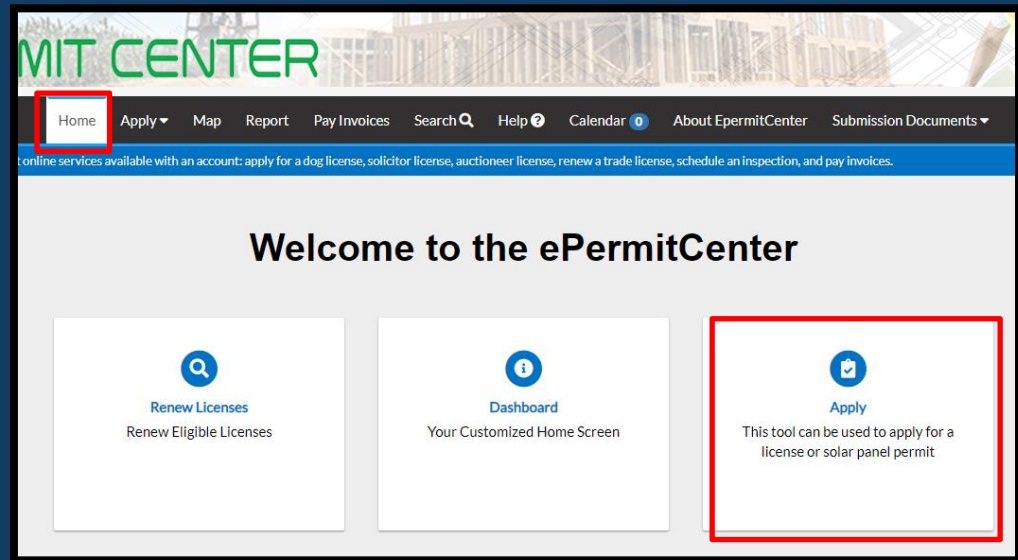 CENTER
Home Apply Map Report Pay Invoices Search Help Calendar 0 About EpermitCenter Submission Documents
online services available with an account: apply for a dog license, solicitor license, auctioneer license, renew a trade license, schedule an inspection, and pay invoices.
Welcome to the ePermitCenter
Renew Licenses
Renew Eligible Licenses
Dashboard
Your Customized Home Screen
Apply
This tool can be used to apply for a
license or solar panel permit